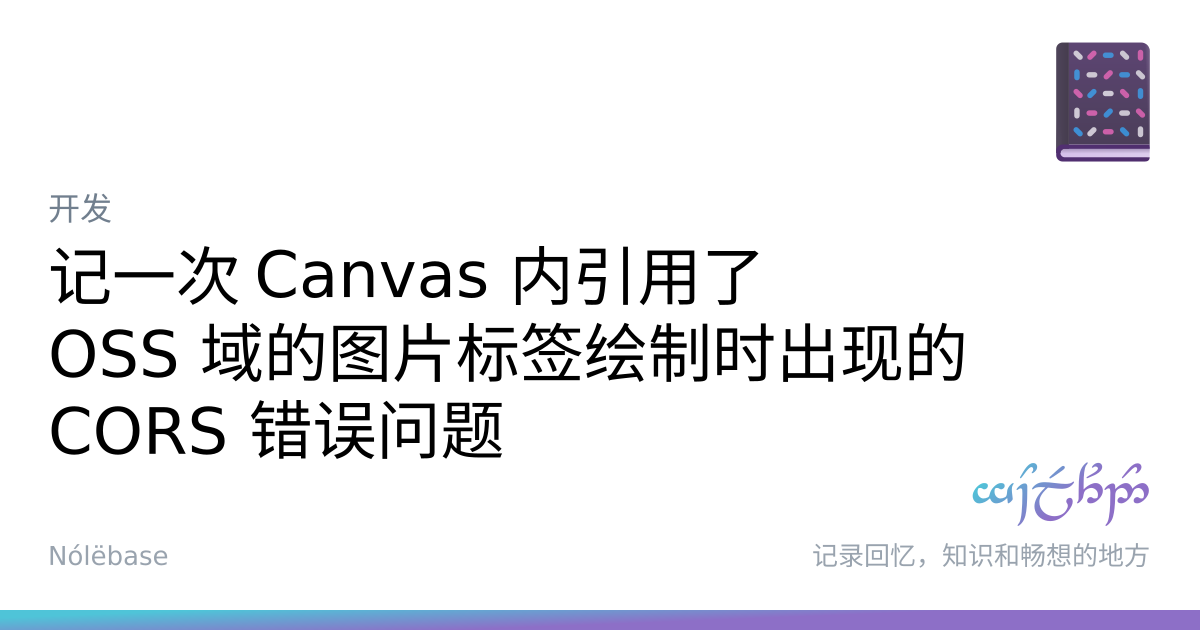 开发
记一次 Canvas 内引用了
OSS 域的图片标签绘制时出现的
CORS 错误问题
Nólëbase
记录回忆，知识和畅想的地方